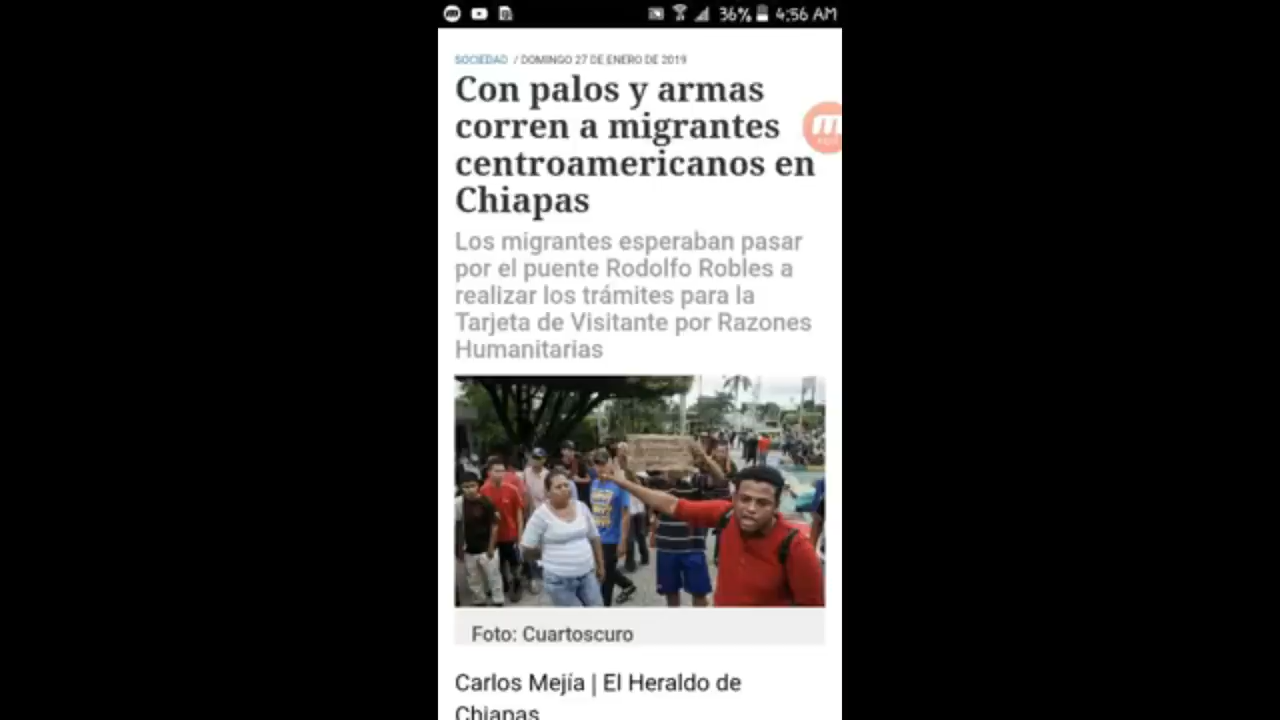 36% 4:56 AM
SOCIEDAD / DOMINGO 27 DE ENERO DE 2019
Con palos y armas
corren a migrantes
centroamericanos en
Chiapas
Los migrantes esperaban pasar
por el puente Rodolfo Robles a
realizar los trámites para la
Tarjeta de Visitante por Razones
Humanitarias
Foto: Cuartoscuro
Carlos Mejía | El Heraldo de
Chiapas